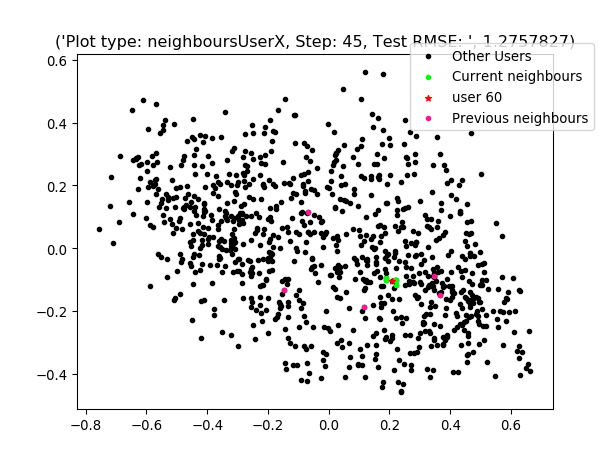 ('Plot type: neighboursUserX, Step: 45, Test RMSE: ', 1.2757827)
Other Users
Current neighbours
user 60
Previous neighbours
0.6
0.4
0.2
0.0
−0.2
−0.4
−0.8 −0.6 −0.4 −0.2 0.0 0.2 0.4 0.6